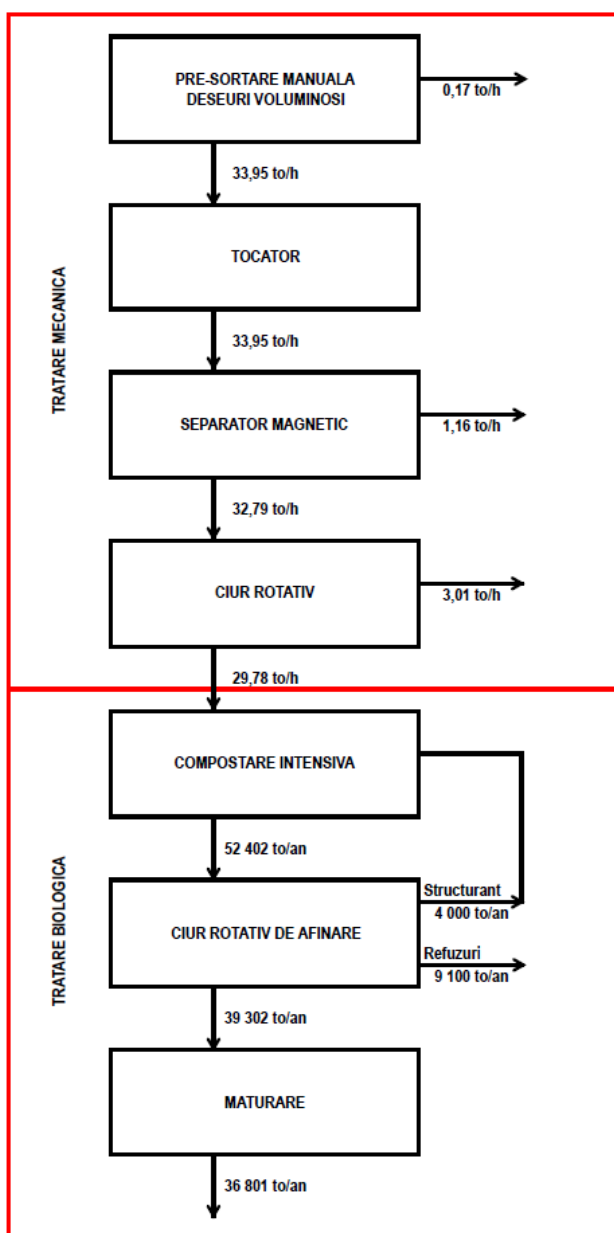 PRE-SORTARE MANUALA
DESEURI VOLUMINOSI
0,17 to/h
33,95 to/h
TOCATOR
33,95 to/h
SEPARATOR MAGNETIC
1,16 to/h
32,79 to/h
CIUR ROTATIV
3,01 to/h
29,78 to/h
TRATARE MECANICA
COMPOSTARE INTENSIVA
52 402 to/an
CIUR ROTATIV DE AFINARE
Structurant
4 000 to/an
Refuzuri
9 100 to/an
39 302 to/an
MATURARE
36 801 to/an
TRATARE BIOLOGICA